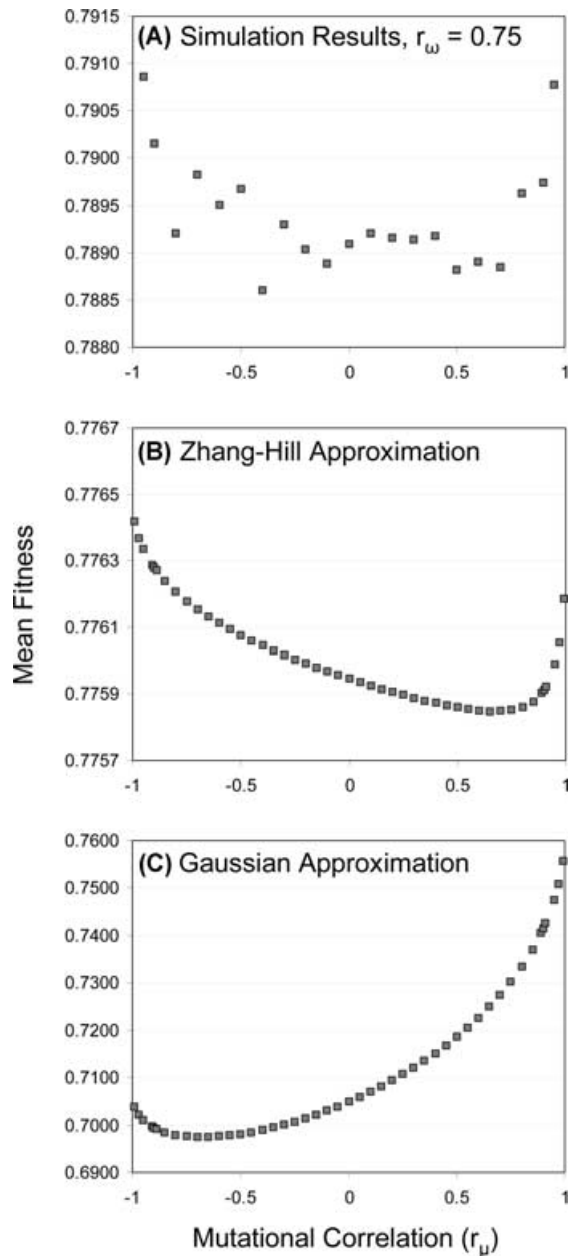 (A) Simulation Results, rω = 0.75
0.7915
0.7910
0.7905
0.7900
0.7895
0.7890
0.7885
0.7880
-1 -0.5 0 0.5 1
(B) Zhang-Hill Approximation
0.7767
0.7765
0.7763
0.7761
0.7759
0.7757
-1 -0.5 0 0.5 1
Mean Fitness
(C) Gaussian Approximation
0.7600
0.7500
0.7400
0.7300
0.7200
0.7100
0.7000
0.6900
-1 -0.5 0 0.5 1
Mutational Correlation (rμ)